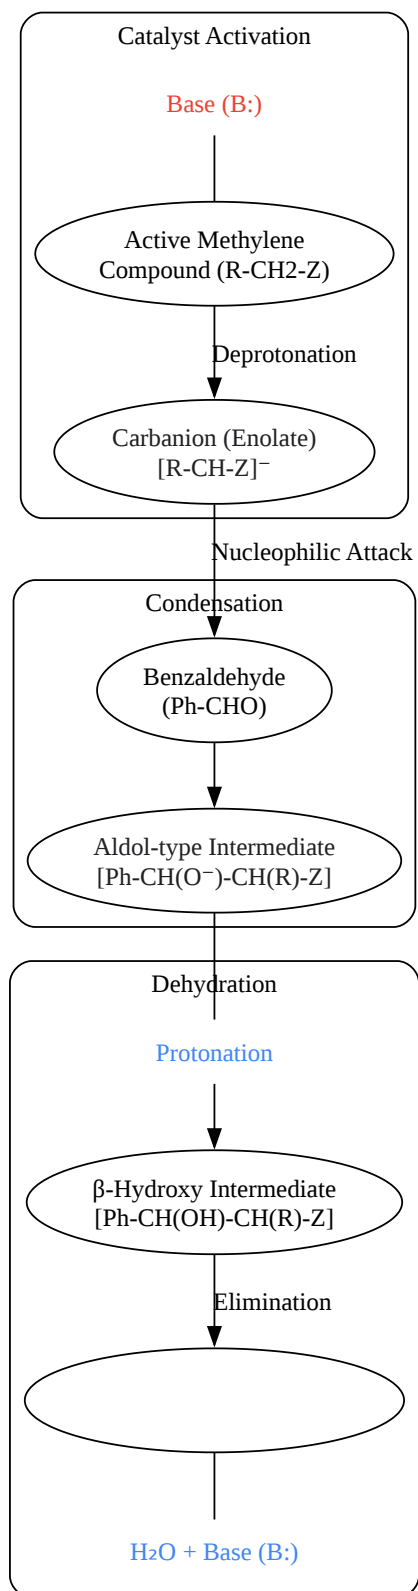 Catalyst Activation
Base (B:)
Active Methylene
Compound (R-CH2-Z)
Deprotonation
Carbanion (Enolate)
[R-CH-Z]⁻
Nucleophilic Attack
Condensation
Benzaldehyde
(Ph-CHO)
Aldol-type Intermediate
[Ph-CH(O⁻)-CH(R)-Z]
Dehydration
Protonation
β-Hydroxy Intermediate
[Ph-CH(OH)-CH(R)-Z]
Elimination
H₂O + Base (B:)